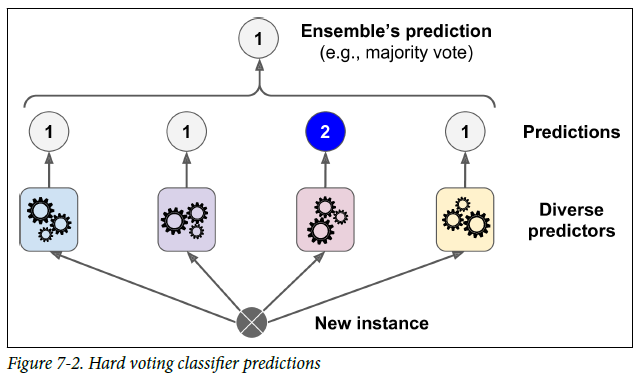 1
Ensemble's prediction
(e.g., majority vote)
1 1 2 1 Predictions
Diverse
predictors
New instance
Figure 7-2. Hard voting classifier predictions